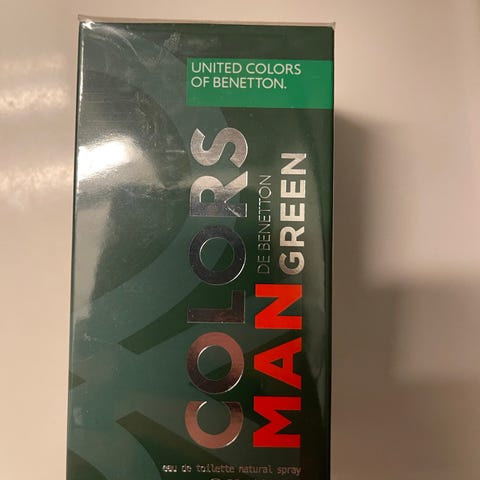 UNITED COLORS
OF BENETTON.
COLORS
DE BENETTON
MAN GREEN
eau de toilette natural spray